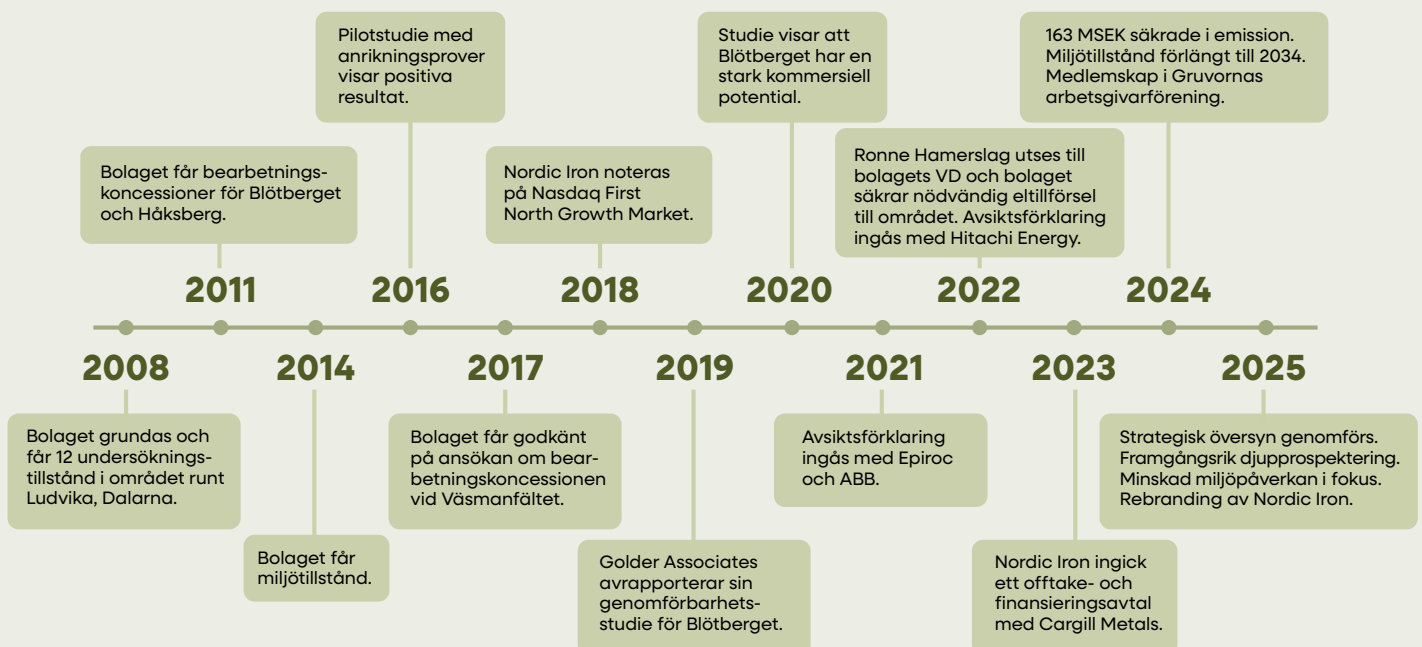 Pilotstudie med
anrikningsprover
visar positiva
resultat.
Studie visar att
Blötberget har en
stark kommersiell
potential.
163 MSEK säkrade i emission.
Miljötillstånd förlängt till 2034.
Medlemskap i Gruvornas
arbetsgivarförening.
Bolaget får bearbetnings-
koncessioner för Blötberget
och Håksberg.
Nordic Iron noteras
på Nasdaq First
North Growth Market.
Ronne Hamerslag utses till
bolagets VD och bolaget
säkrar nödvändig eltillförsel
till området. Avsiktsförklaring
ingås med Hitachi Energy.
2011
2016
2018
2020
2022
2024
2008
2014
2017
2019
2021
2023
2025
Bolaget grundas och
får 12 undersöknings-
tillstånd i området runt
Ludvika, Dalarna.
Bolaget får godkänt
på ansökan om bear-
betningskoncessionen
vid Väsmanfältet.
Avsiktsförklaring
ingås med Epiroc
och ABB.
Strategisk översyn genomförs.
Framgångsrik djupprospektering.
Minskad miljöpåverkan i fokus.
Rebranding av Nordic Iron.
Bolaget får
miljötillstånd.
Golder Associates
avrapporterar sin
genomförbarhets-
studie för Blötberget.
Nordic Iron ingick
ett offtake- och
finansieringsavtal
med Cargill Metals.